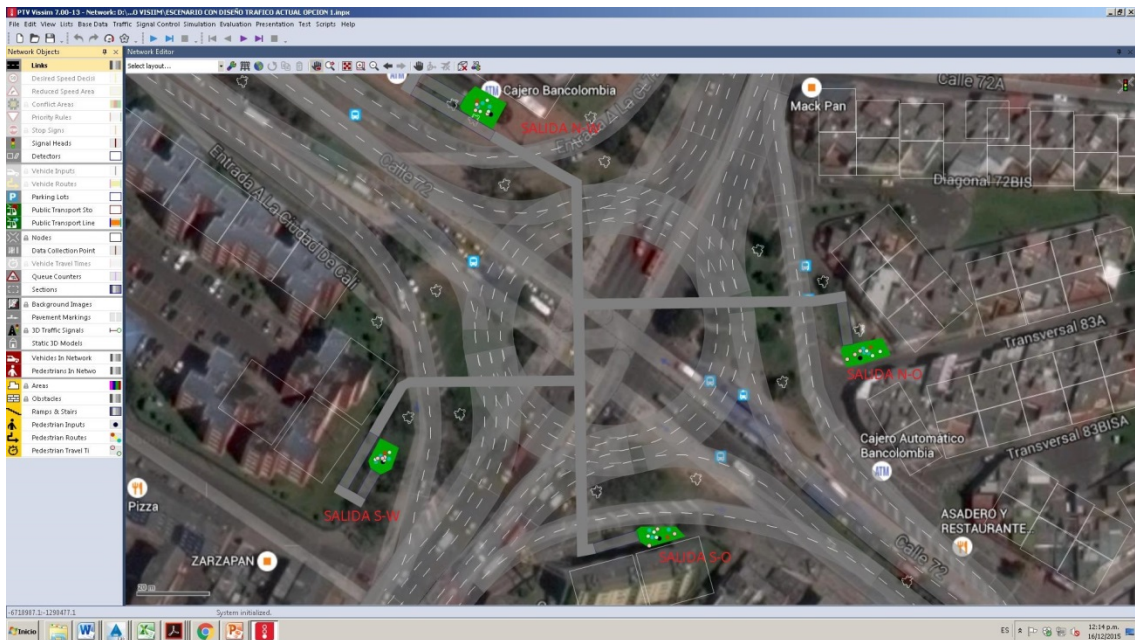 PTV Vissim 7.00-13 - Network: D:\...O VISIIM\ESCENARIO CON DISEÑO TRAFICO ACTUAL OPCION 1.inpx
File Edit View Lists Base Data Traffic Signal Control Simulation Evaluation Presentation Test Scripts Help
Network Objects
Network Editor
Select layout...
Links
Desired Speed Decisi
Reduced Speed Area
Conflict Areas
Priority Rules
Stop Signs
Signal Heads
Detectors
Vehicle Inputs
Vehicle Routes
Parking Lots
Public Transport Sto
Public Transport Line
Nodes
Data Collection Point
Vehicle Travel Times
Queue Counters
Sections
Background Images
Pavement Markings
3D Traffic Signals
Static 3D Models
Vehicles In Network
Pedestrians In Netwo
Areas
Obstacles
Ramps & Stairs
Pedestrian Inputs
Pedestrian Routes
Pedestrian Travel Ti
ATM
Cajero Bancolombia
SALIDA N-W
Mack Pan
Calle 72A
Calle 72
Diagonal 72BIS
Entrada A La Ciudad De Cali
Transversal 83A
SALIDA N-O
Transversal 83BISA
Cajero Automático
Bancolombia
ATM
Pizza
SALIDA S-W
ASADERO Y
RESTAURANTE...
SALIDA S-O
Calle 72
ZARZAPAN
20 m
-6718987.1:-1290477.1
System initialized.
Inicio
ES
12:14 p.m.
16/12/2015